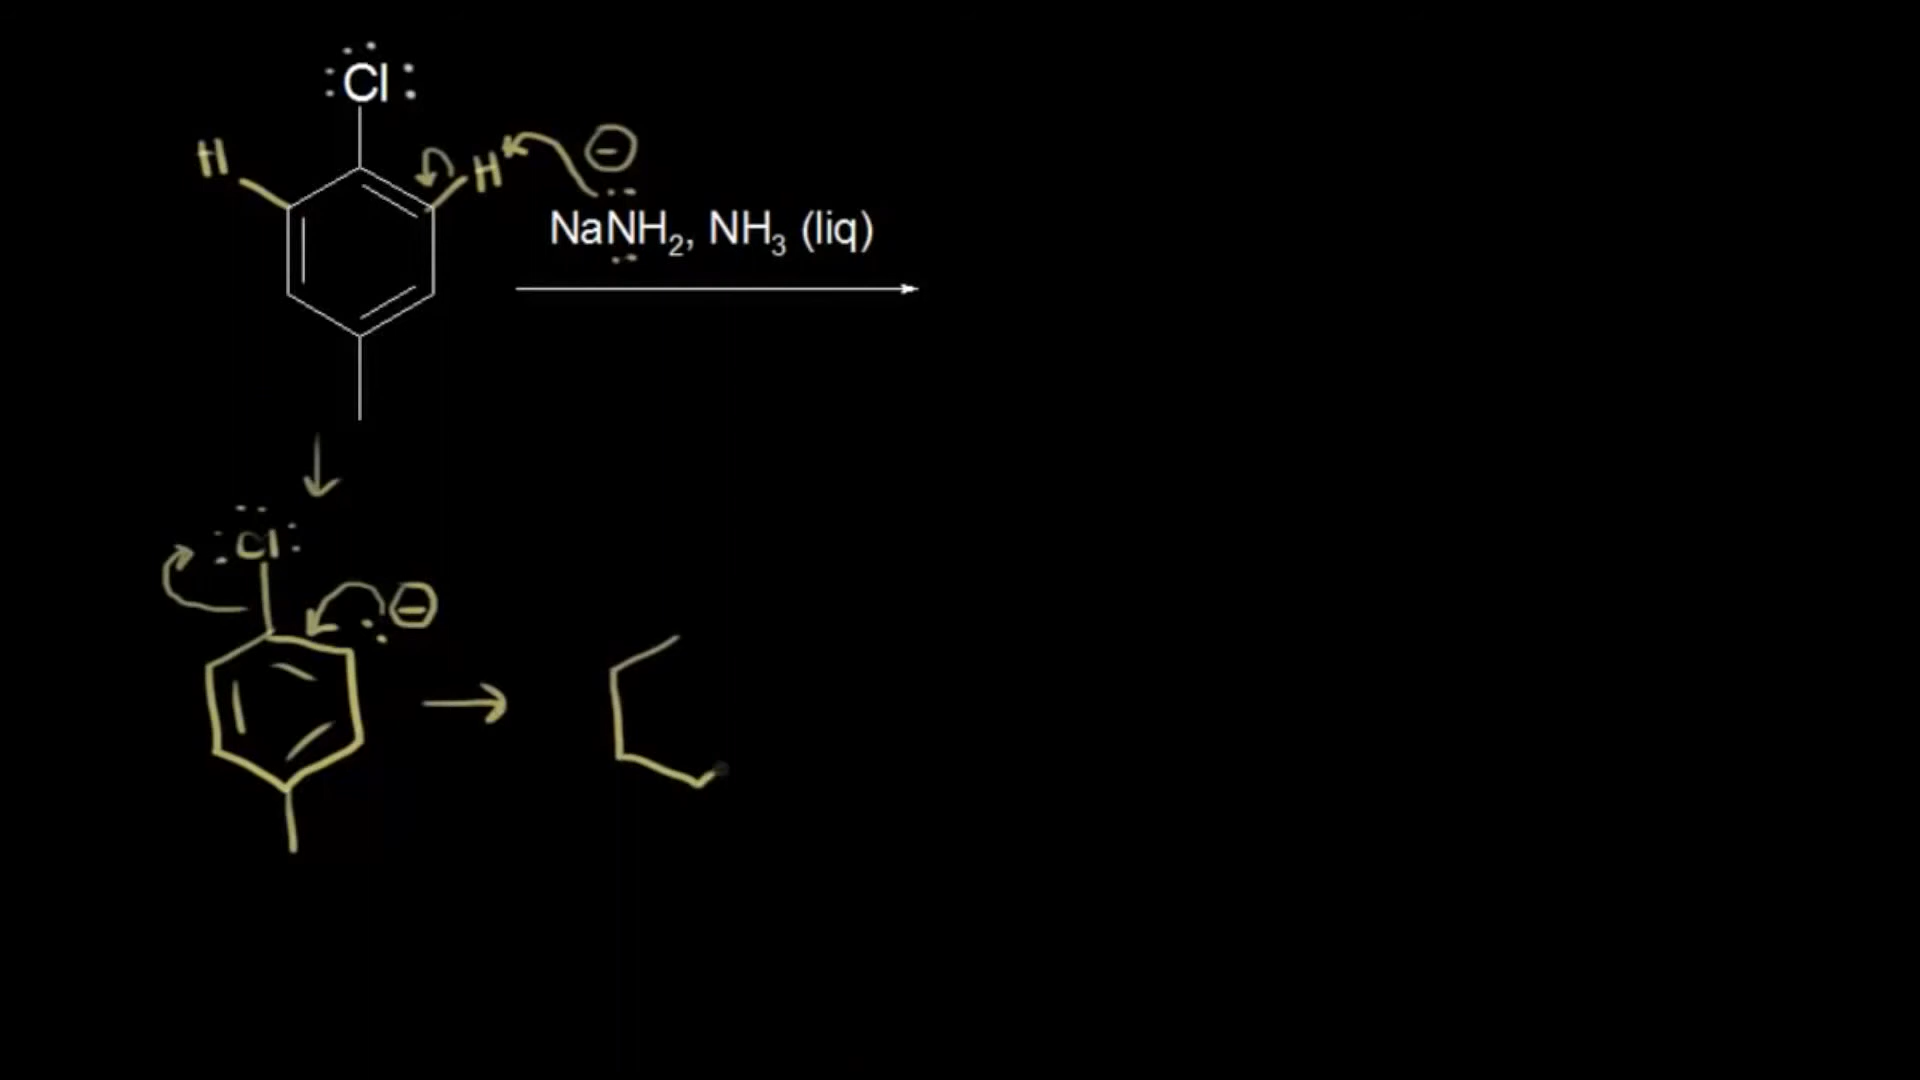 :Cl:
H
H
⊖
NaNH₂, NH₃ (liq)
:Cl:
⊖